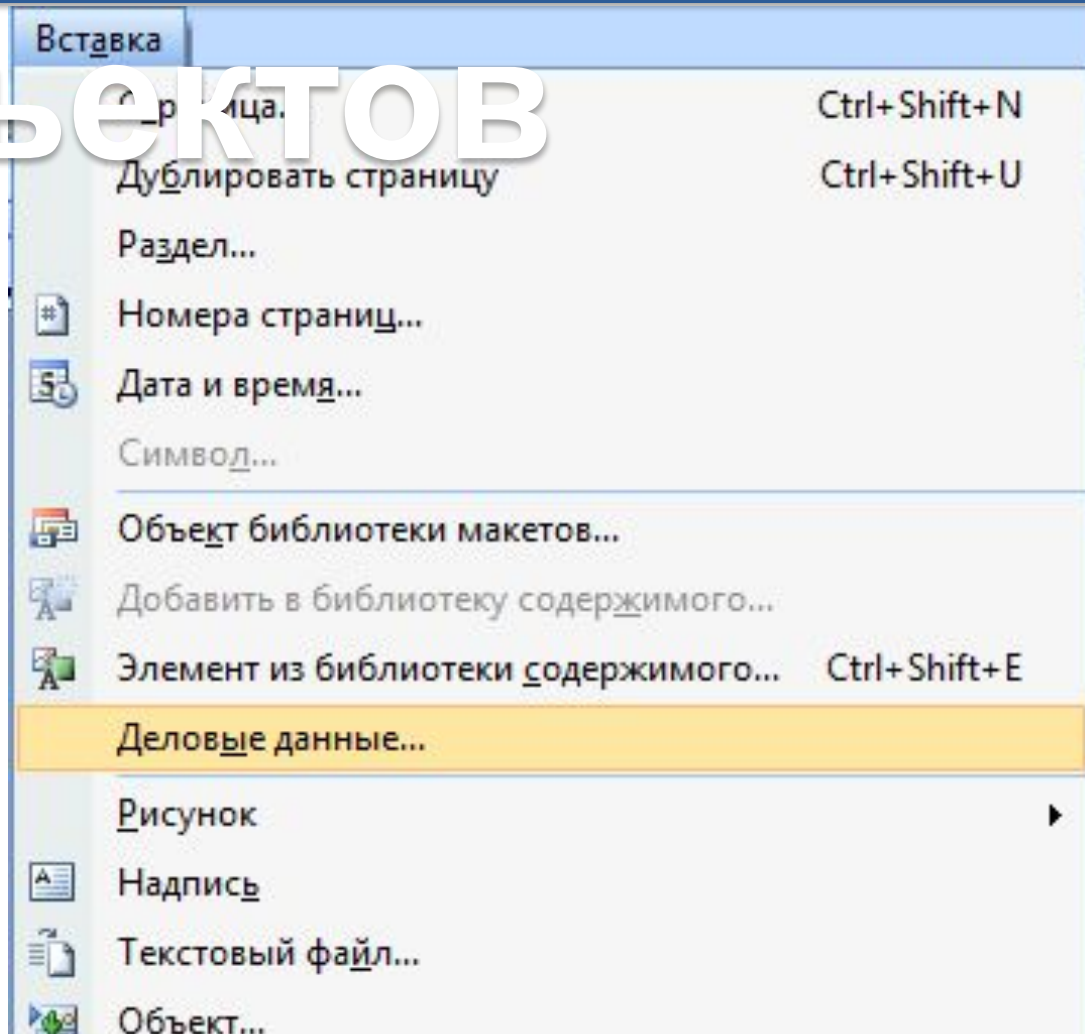 Вставка
ъектов
Ctrl+Shift+N
Дублировать страницу Ctrl+Shift+U
Раздел...
Номера страниц...
Дата и время...
Символ...
Объект библиотеки макетов...
Добавить в библиотеку содержимого...
Элемент из библиотеки содержимого... Ctrl+Shift+E
Деловые данные...
Рисунок
Надпись
Текстовый файл...
Объект...